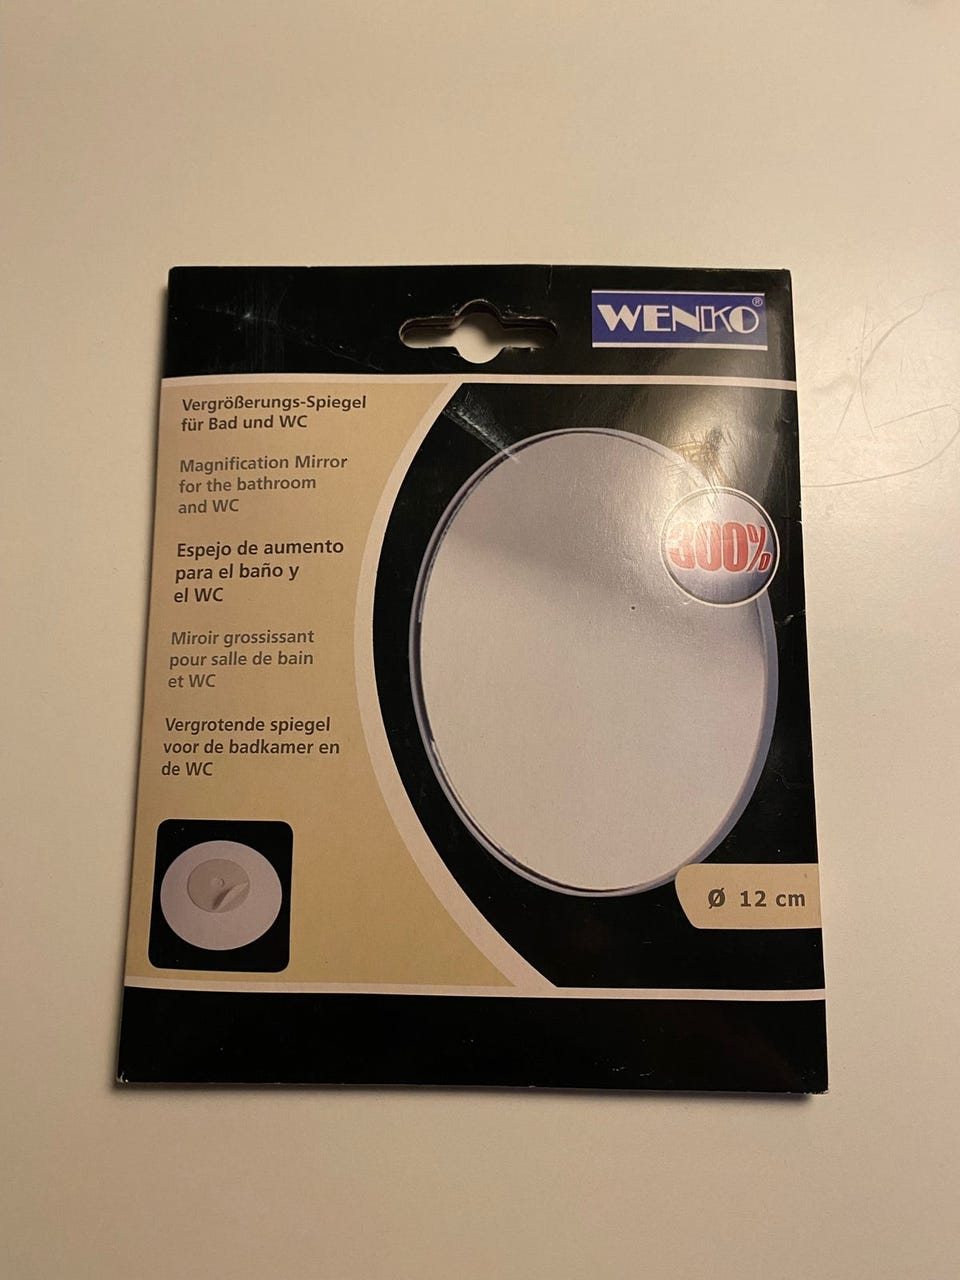 WENKO®
Vergrößerungs-Spiegel
für Bad und WC
Magnification Mirror
for the bathroom
and WC
Espejo de aumento
para el baño y
el WC
Miroir grossissant
pour salle de bain
et WC
Vergrotende spiegel
voor de badkamer en
de WC
300%
Ø 12 cm